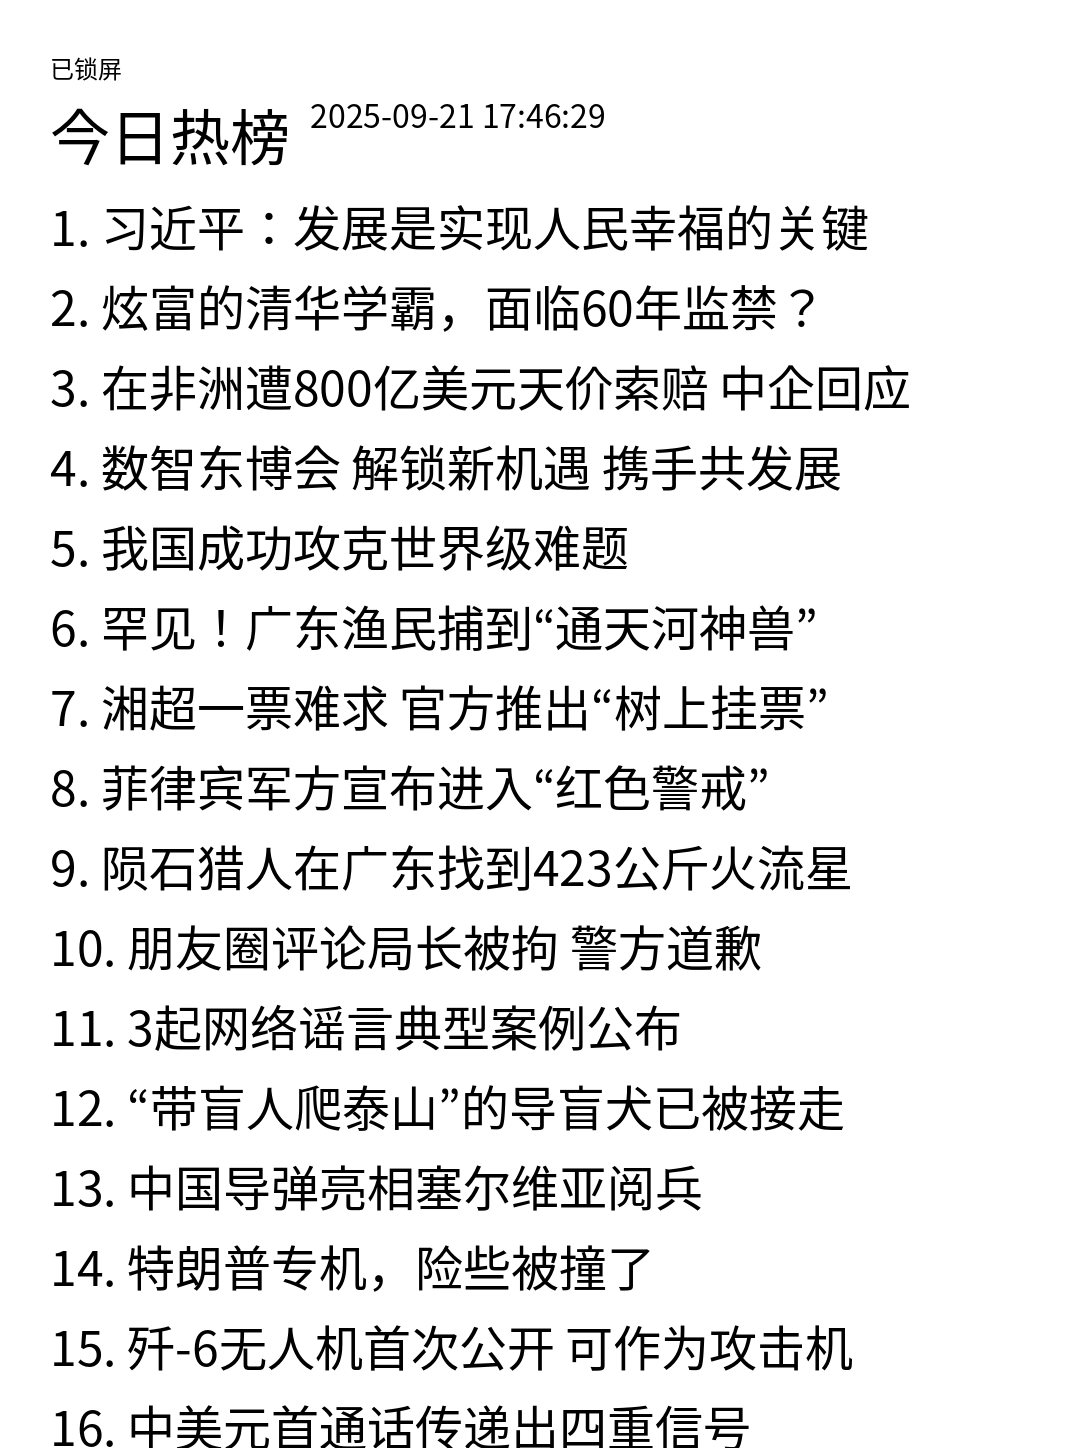 已锁屏
今日热榜 2025-09-21 17:46:29
1. 习近平：发展是实现人民幸福的关键
2. 炫富的清华学霸，面临60年监禁？
3. 在非洲遭800亿美元天价索赔 中企回应
4. 数智东博会 解锁新机遇 携手共发展
5. 我国成功攻克世界级难题
6. 罕见！广东渔民捕到“通天河神兽”
7. 湘超一票难求 官方推出“树上挂票”
8. 菲律宾军方宣布进入“红色警戒”
9. 陨石猎人在广东找到423公斤火流星
10. 朋友圈评论局长被拘 警方道歉
11. 3起网络谣言典型案例公布
12. “带盲人爬泰山”的导盲犬已被接走
13. 中国导弹亮相塞尔维亚阅兵
14. 特朗普专机，险些被撞了
15. 歼-6无人机首次公开 可作为攻击机
16. 中美元首通话传递出四重信号